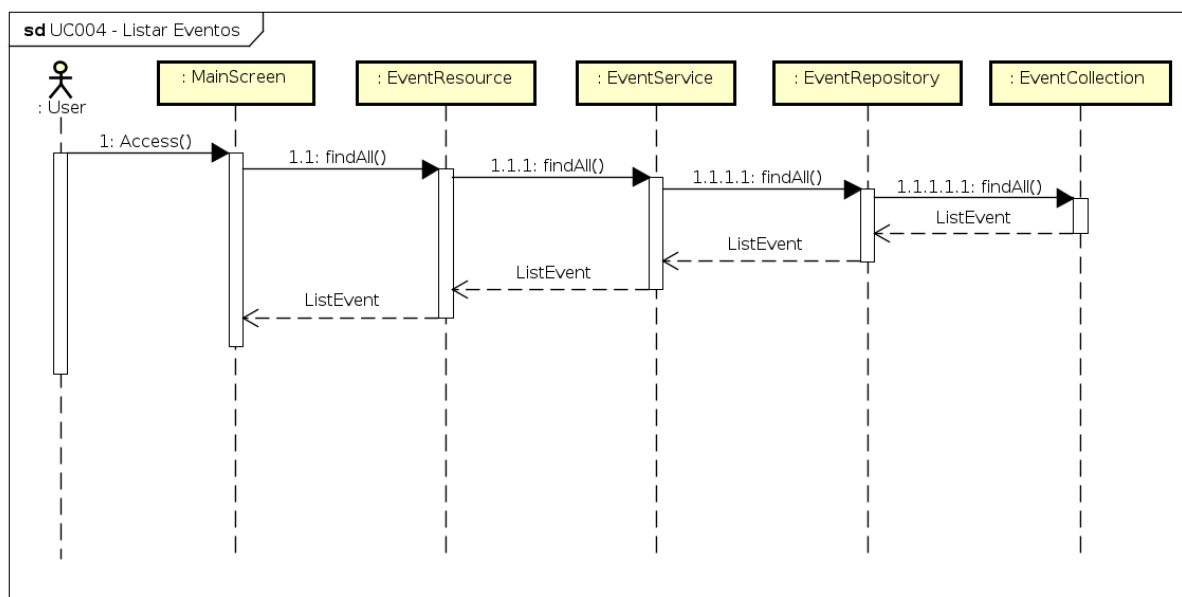 sd UC004 - Listar Eventos
: User
: MainScreen
: EventResource
: EventService
: EventRepository
: EventCollection
1: Access()
1.1: findAll()
1.1.1: findAll()
1.1.1.1: findAll()
1.1.1.1.1: findAll()
ListEvent
ListEvent
ListEvent
ListEvent